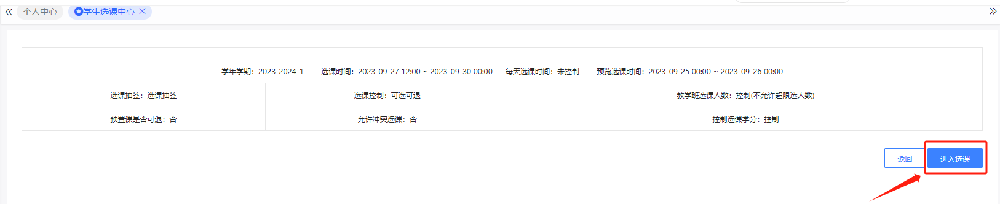 个人中心 学生选课中心
学年学期：2023-2024-1 选课时间：2023-09-27 12:00 ~ 2023-09-30 00:00 每天选课时间：未控制 预览选课时间：2023-09-25 00:00 ~ 2023-09-26 00:00
选课抽签：选课抽签 选课控制：可选可退 教学班选课人数：控制(不允许超限选人数)
预置课是否可退：否 允许冲突选课：否 控制选课学分：控制
返回 进入选课